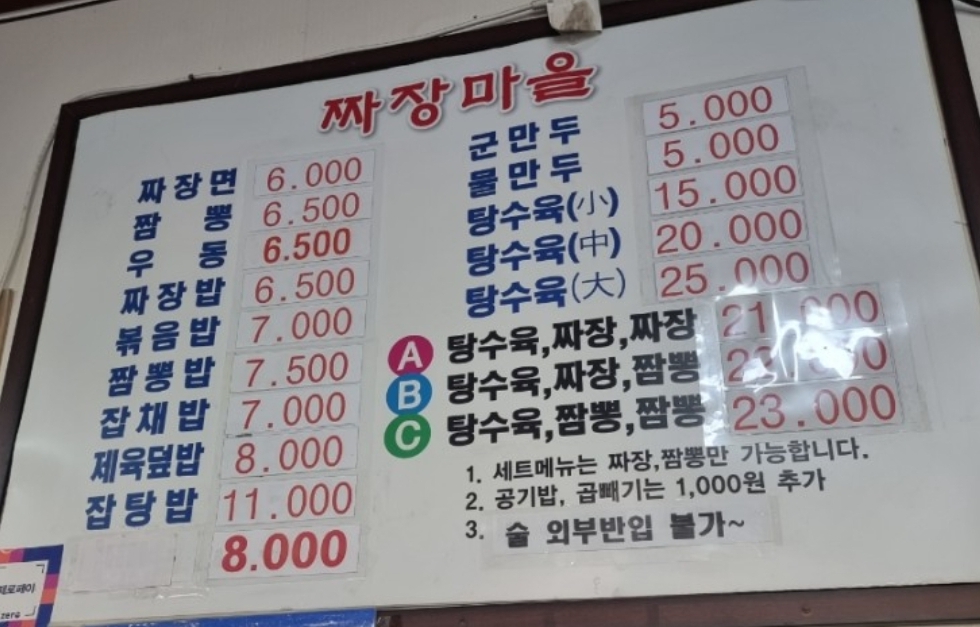 짜장마을
짜장면 6.000
짬뽕 6.500
우동 6.500
짜장밥 6.500
볶음밥 7.000
짬뽕밥 7.500
잡채밥 7.000
제육덮밥 8.000
잡탕밥 11.000
8.000
군만두 5.000
물만두 5.000
탕수육(小) 15.000
탕수육(中) 20.000
탕수육(大) 25.000
A 탕수육,짜장,짜장 21
B 탕수육,짜장,짬뽕
C 탕수육,짬뽕,짬뽕 23.000
1. 세트메뉴는 짜장,짬뽕만 가능합니다.
2. 공기밥, 곱빼기는 1,000원 추가
3. 술 외부반입 불가~
제로페이
zero